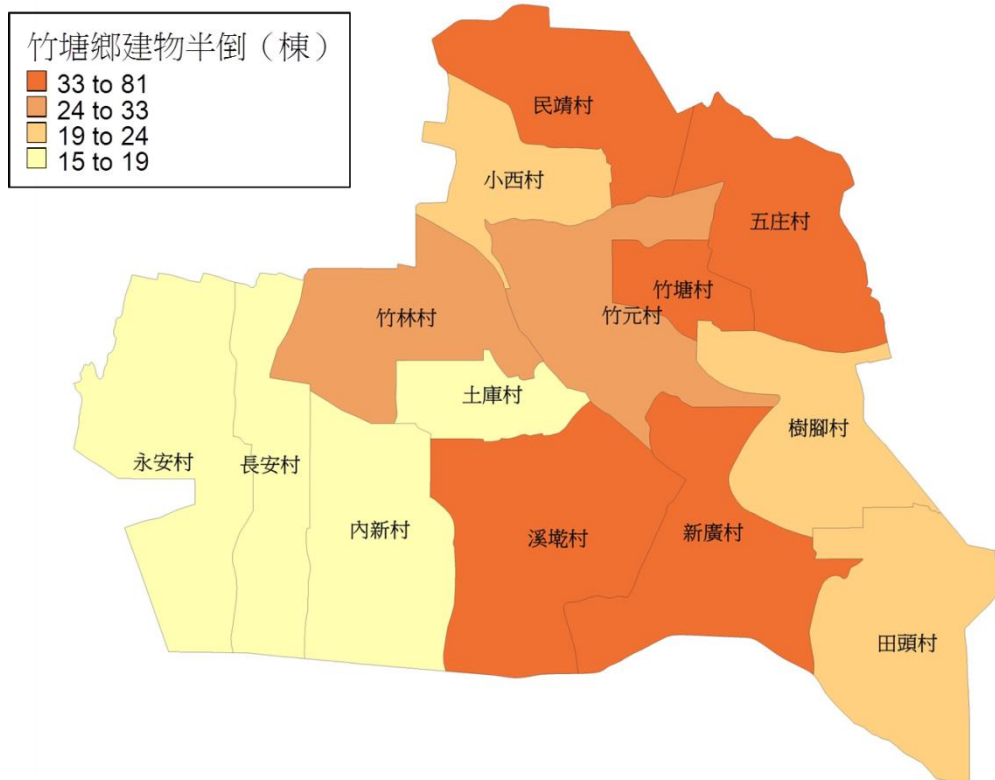 竹塘鄉建物半倒（棟）
33 to 81
24 to 33
19 to 24
15 to 19
民靖村
小西村
五庄村
竹塘村
竹林村
竹元村
土庫村
樹腳村
永安村
長安村
內新村
溪墘村
新廣村
田頭村